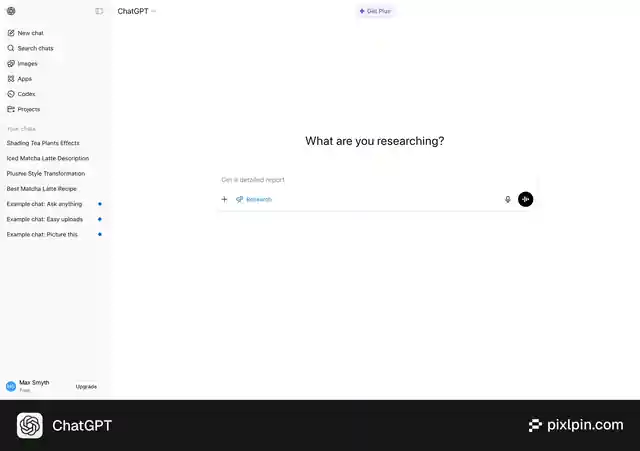 ChatGPT
Get Plus
New chat
Search chats
Images
Apps
Codex
Projects
Your chats
Shading Tea Plants Effects
Iced Matcha Latte Description
Plushie Style Transformation
Best Matcha Latte Recipe
Example chat: Ask anything
Example chat: Easy uploads
Example chat: Picture this
What are you researching?
Get a detailed report
Research
Max Smyth
Free
Upgrade
ChatGPT
pixlpin.com